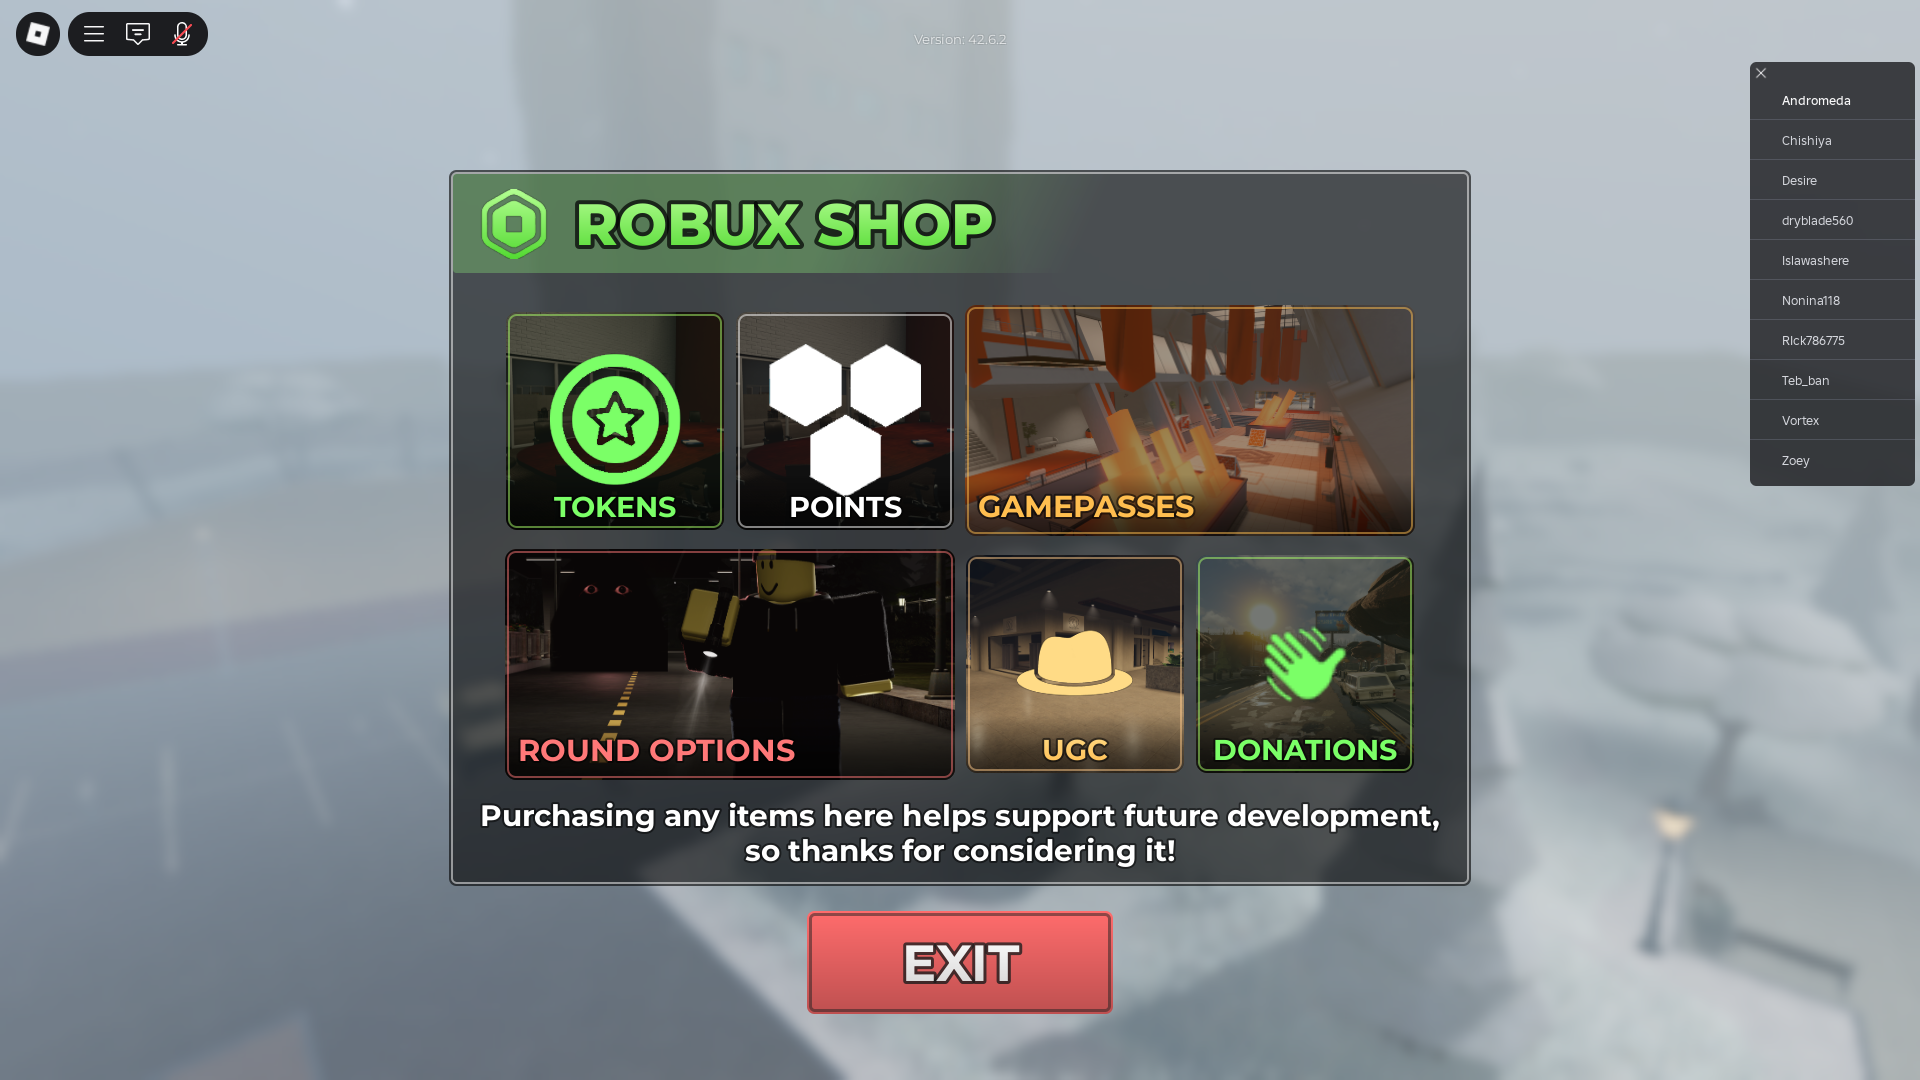 Version: 42.6.2
Andromeda
Chishiya
Desire
dryblade560
Islawashere
Nonina118
RIck786775
Teb_ban
Vortex
Zoey
ROBUX SHOP
TOKENS
POINTS
GAMEPASSES
ROUND OPTIONS
UGC
DONATIONS
Purchasing any items here helps support future development,
so thanks for considering it!
EXIT